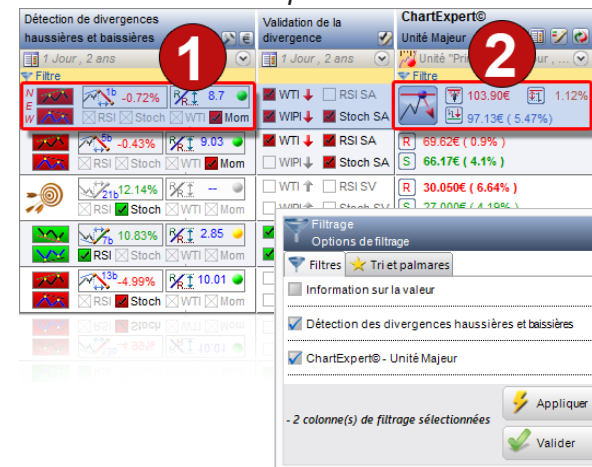 Détection de divergences
haussières et baissières
Validation de la
divergence
ChartExpert©
Unité Majeur
1 Jour , 2 ans
1 Jour , 2 ans
Unité "Pri
ur , ...
Filtre
Filtre
1
2
N
E
W
1b -0.72% R/R 8.7
RSI Stoch WTI Mom
WTI RSI SA
WIPI Stoch SA
103.90€ 1.12%
97.13€ ( 5.47%)
5b -0.43% R/R 9.03
RSI Stoch WTI Mom
WTI RSI SA
WIPI Stoch SA
R 69.62€ ( 0.9% )
S 66.17€ ( 4.1% )
21b 12.14% R/R --
RSI Stoch WTI Mom
WTI RSI SV
WIPI Stoch SV
R 30.050€ ( 6.64% )
S 27.000€ ( 4.19% )
7b 10.83% R/R 2.85
RSI Stoch WTI Mom
13b -4.99% R/R 10.01
RSI Stoch WTI Mom
Filtrage
Options de filtrage
Filtres Tri et palmares
Information sur la valeur
Détection des divergences haussières et baissières
ChartExpert© - Unité Majeur
- 2 colonne(s) de filtrage sélectionnées
Appliquer
Valider